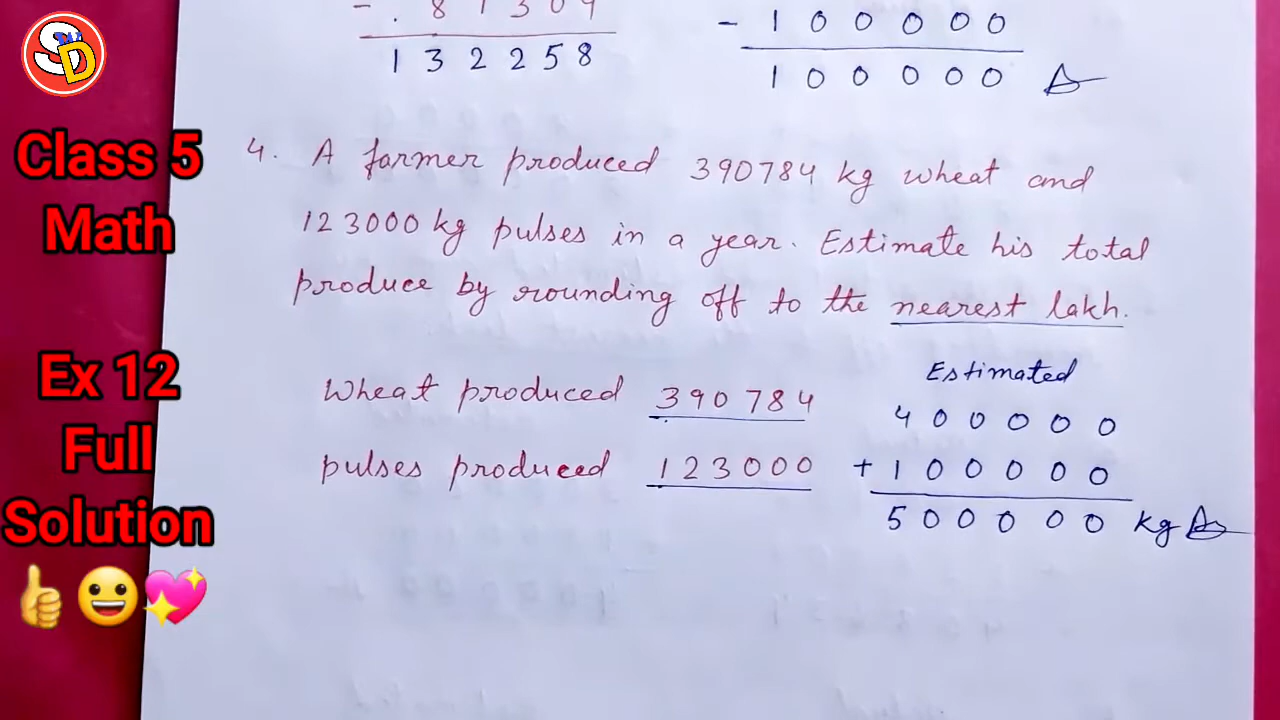 SD
Class 5
Math
Ex 12
Full
Solution
132258
- 100000
100000
4. A farmer produced 390784 kg wheat and
123000 kg pulses in a year. Estimate his total
produce by rounding off to the nearest lakh.
Estimated
Wheat produced 390784 400000
pulses produced 123000 + 100000
500000 kg